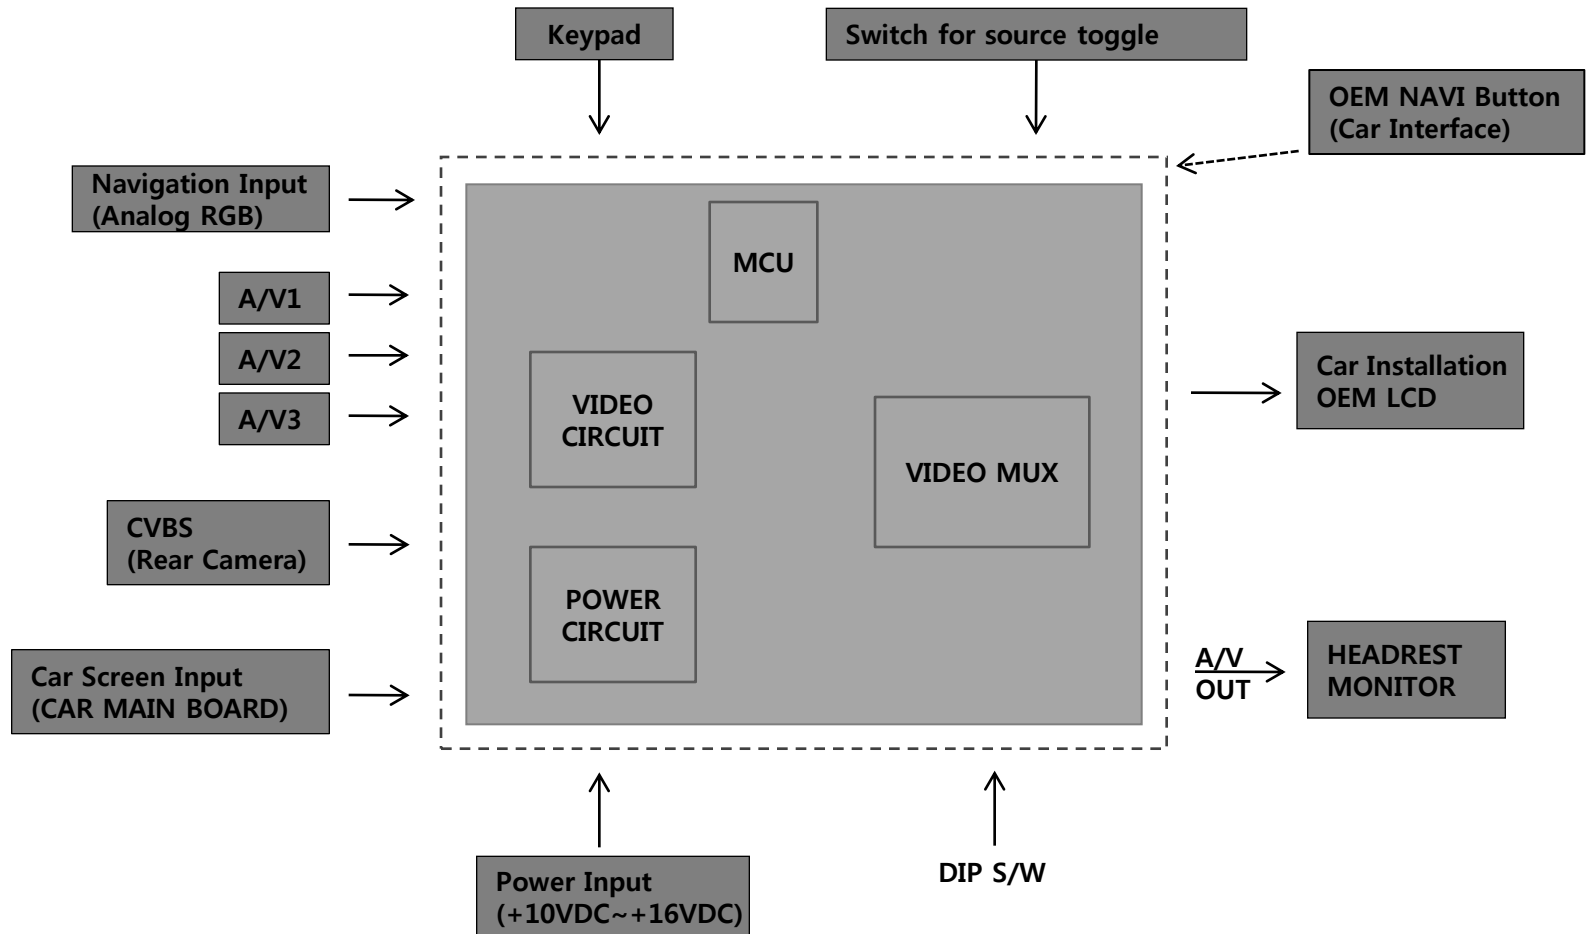 Keypad
Switch for source toggle
OEM NAVI Button
(Car Interface)
Navigation Input
(Analog RGB)
MCU
A/V1
A/V2
A/V3
VIDEO
CIRCUIT
VIDEO MUX
Car Installation
OEM LCD
CVBS
(Rear Camera)
POWER
CIRCUIT
Car Screen Input
(CAR MAIN BOARD)
A/V
OUT
HEADREST
MONITOR
Power Input
(+10VDC~+16VDC)
DIP S/W